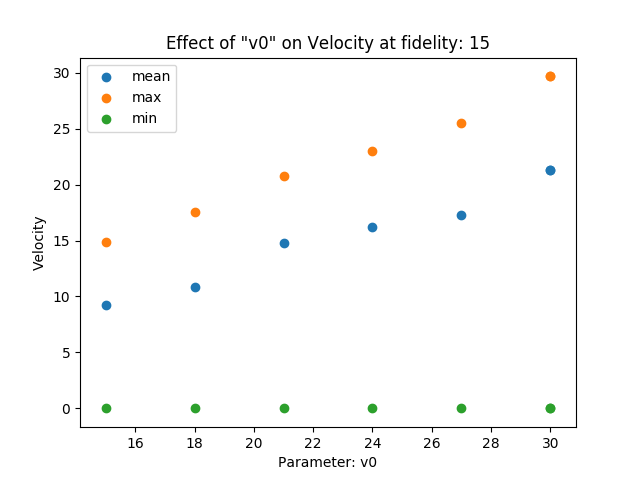 Effect of "v0" on Velocity at fidelity: 15
mean
max
min
30
25
20
15
10
5
0
Velocity
16 18 20 22 24 26 28 30
Parameter: v0